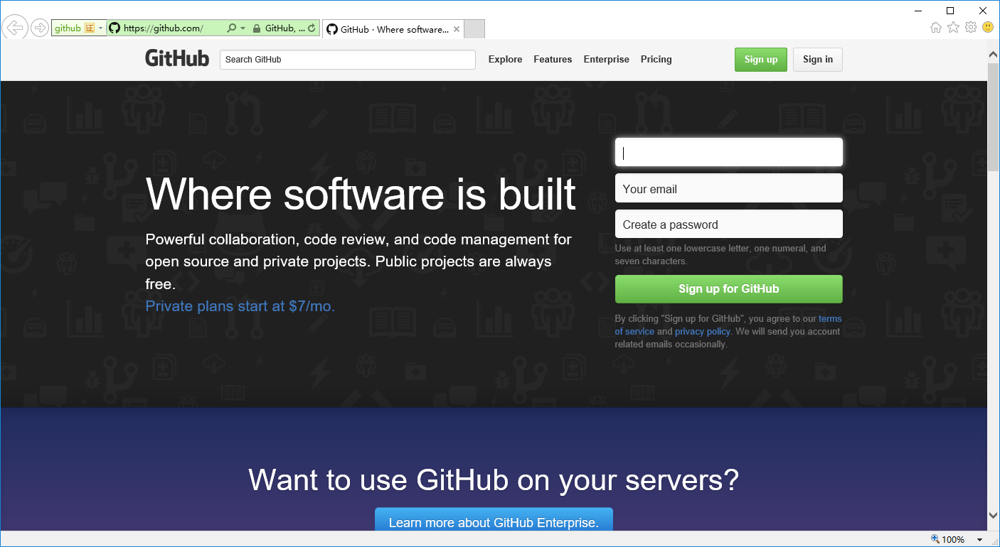 github 证 https://github.com/ GitHub, ... GitHub · Where software...
GitHub Search GitHub Explore Features Enterprise Pricing Sign up Sign in
Where software is built
Powerful collaboration, code review, and code management for
open source and private projects. Public projects are always
free.
Private plans start at $7/mo.
Your email
Create a password
Use at least one lowercase letter, one numeral, and
seven characters.
Sign up for GitHub
By clicking "Sign up for GitHub", you agree to our terms
of service and privacy policy. We will send you account
related emails occasionally.
Want to use GitHub on your servers?
Learn more about GitHub Enterprise.
100%